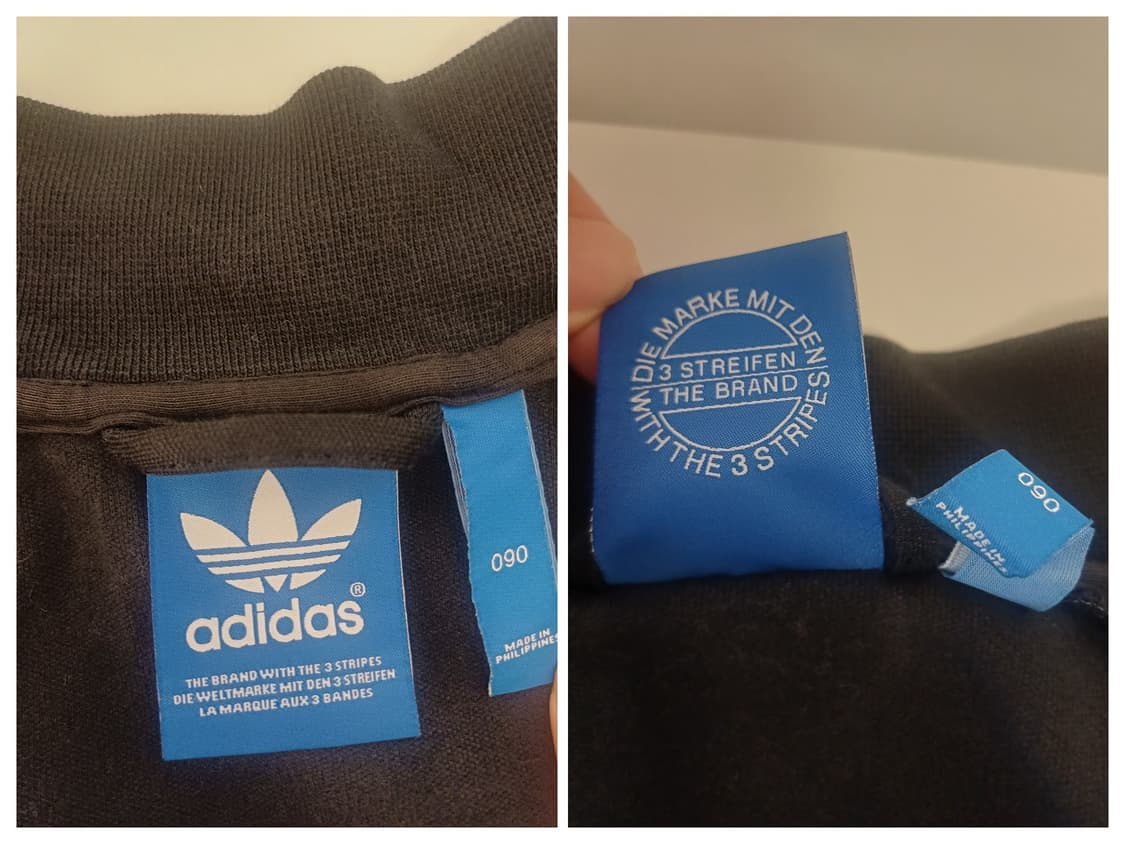 adidas®
THE BRAND WITH THE 3 STRIPES
DIE WELTMARKE MIT DEN 3 STREIFEN
LA MARQUE AUX 3 BANDES
090
MADE IN
PHILIPPINES
DIE MARKE MIT DEN
3 STREIFEN
THE BRAND
WITH THE 3 STRIPES
090
MADE IN
PHILIPPINES